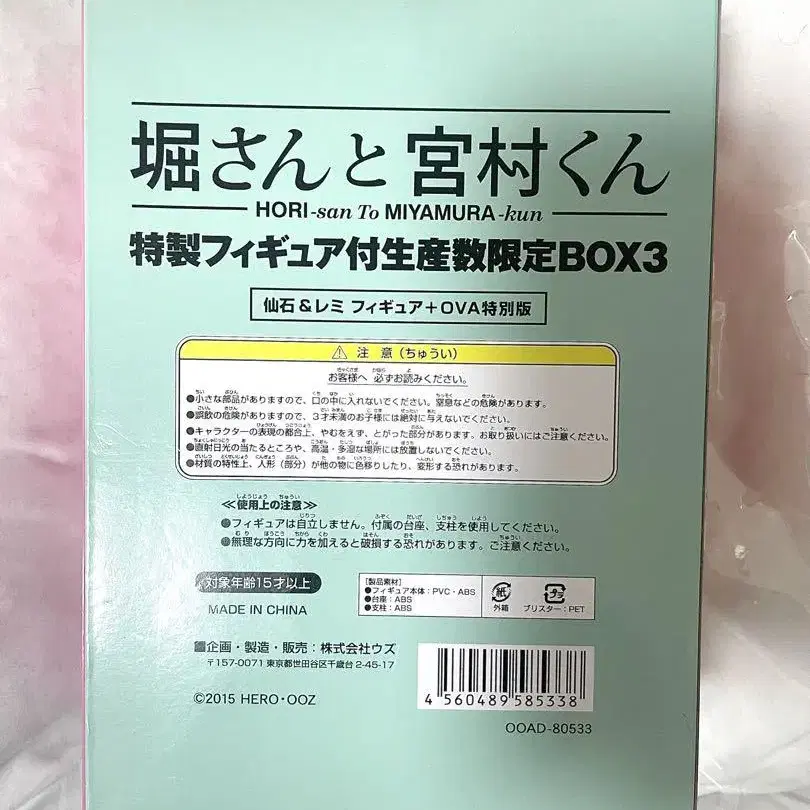 堀さんと宮村くん
HORI-san To MIYAMURA-kun
特製フィギュア付生産数限定BOX3
仙石&レミ フィギュア+OVA特別版
⚠ 注 意(ちゅうい)
お客様へ 必ずお読みください。
●小さな部品がありますので、口の中に入れないでください。窒息などの危険があります。
●誤飲の危険がありますので、3才未満のお子様には絶対に与えないでください。
●キャラクターの表現の都合上、やむをえず、とがった部分があります。お取り扱いにはご注意ください。
●直射日光の当たるところや、高温・多湿な場所には放置しないでください。
●材質の特性上、人形(部分)が他の物に色移りしたり、変形する恐れがあります。
≪使用上の注意≫
●フィギュアは自立しません。付属の台座、支柱を使用してください。
●無理な方向に力を加えると破損する恐れがあります。ご注意ください。
対象年齢15才以上
MADE IN CHINA
[製品素材]
●フィギュア本体:PVC・ABS
●台座:ABS
●支柱:ABS
紙
外箱
プラ
ブリスター:PET
■企画・製造・販売:株式会社ウズ
〒157-0071 東京都世田谷区千歳台 2-45-17
©2015 HERO・OOZ
4 560489 585338
OOAD-80533